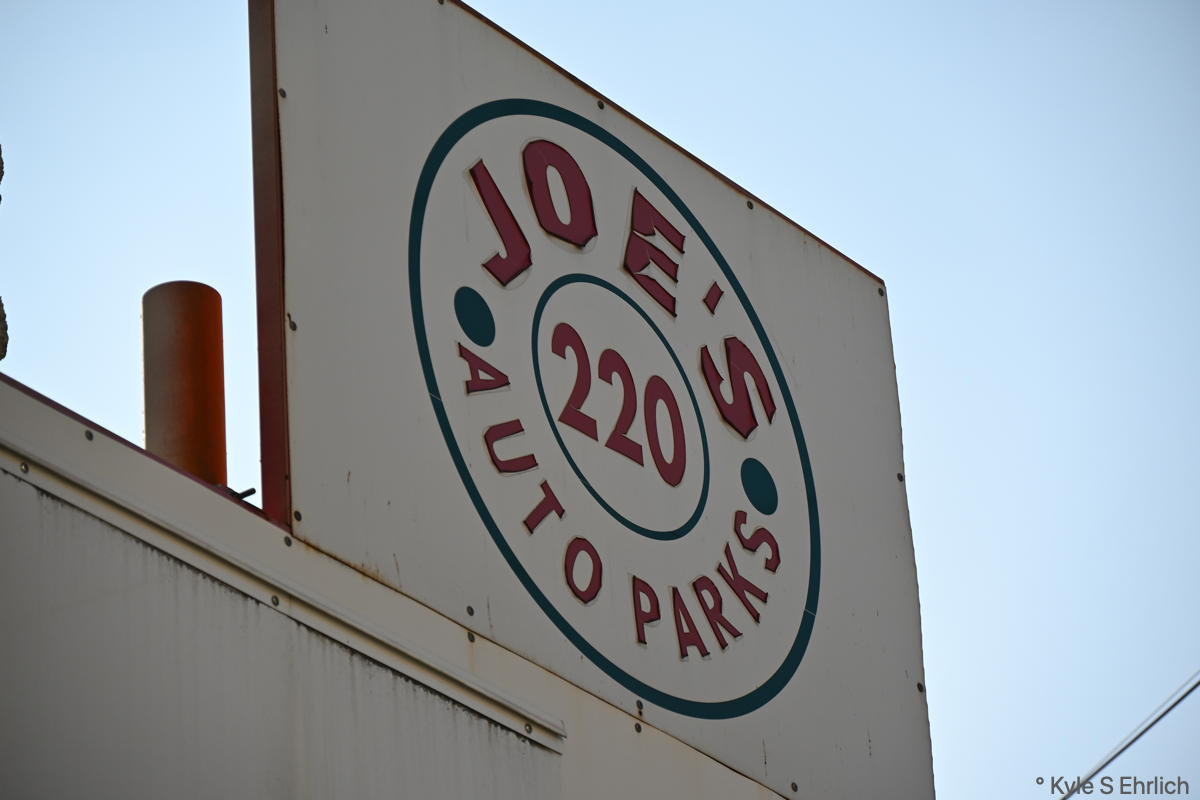 JOE'S
220
AUTO PARKS
° Kyle S Ehrlich